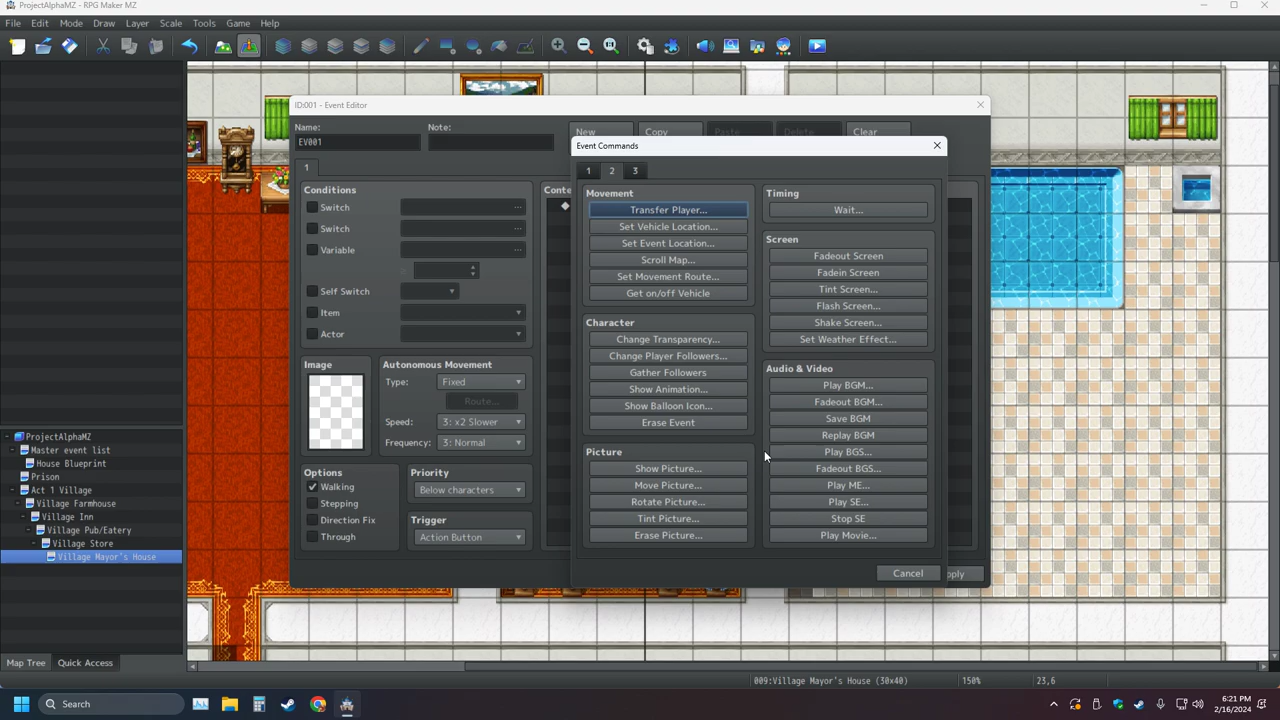 ProjectAlphaMZ - RPG Maker MZ
File Edit Mode Draw Layer Scale Tools Game Help
ID:001 - Event Editor
Name:
Note:
EV001
New
Copy
Paste
Delete
Clear
1
Conditions
Switch
Switch
Variable
Self Switch
Item
Actor
Image
Autonomous Movement
Type: Fixed
Route...
Speed: 3: x2 Slower
Frequency: 3: Normal
Options
Walking
Stepping
Direction Fix
Through
Priority
Below characters
Trigger
Action Button
Conte
Event Commands
1 2 3
Movement
Transfer Player...
Set Vehicle Location...
Set Event Location...
Scroll Map...
Set Movement Route...
Get on/off Vehicle
Character
Change Transparency...
Change Player Followers...
Gather Followers
Show Animation...
Show Balloon Icon...
Erase Event
Picture
Show Picture...
Move Picture...
Rotate Picture...
Tint Picture...
Erase Picture...
Timing
Wait...
Screen
Fadeout Screen
Fadein Screen
Tint Screen...
Flash Screen...
Shake Screen...
Set Weather Effect...
Audio & Video
Play BGM...
Fadeout BGM...
Save BGM
Replay BGM
Play BGS...
Fadeout BGS...
Play ME...
Play SE...
Stop SE
Play Movie...
Cancel
pply
ProjectAlphaMZ
Master event list
House Blueprint
Prison
Act 1 Village
Village Farmhouse
Village Inn
Village Pub/Eatery
Village Store
Village Mayor's House
Map Tree
Quick Access
009:Village Mayor's House (30x40)
150%
23,6
Search
6:21 PM
2/16/2024